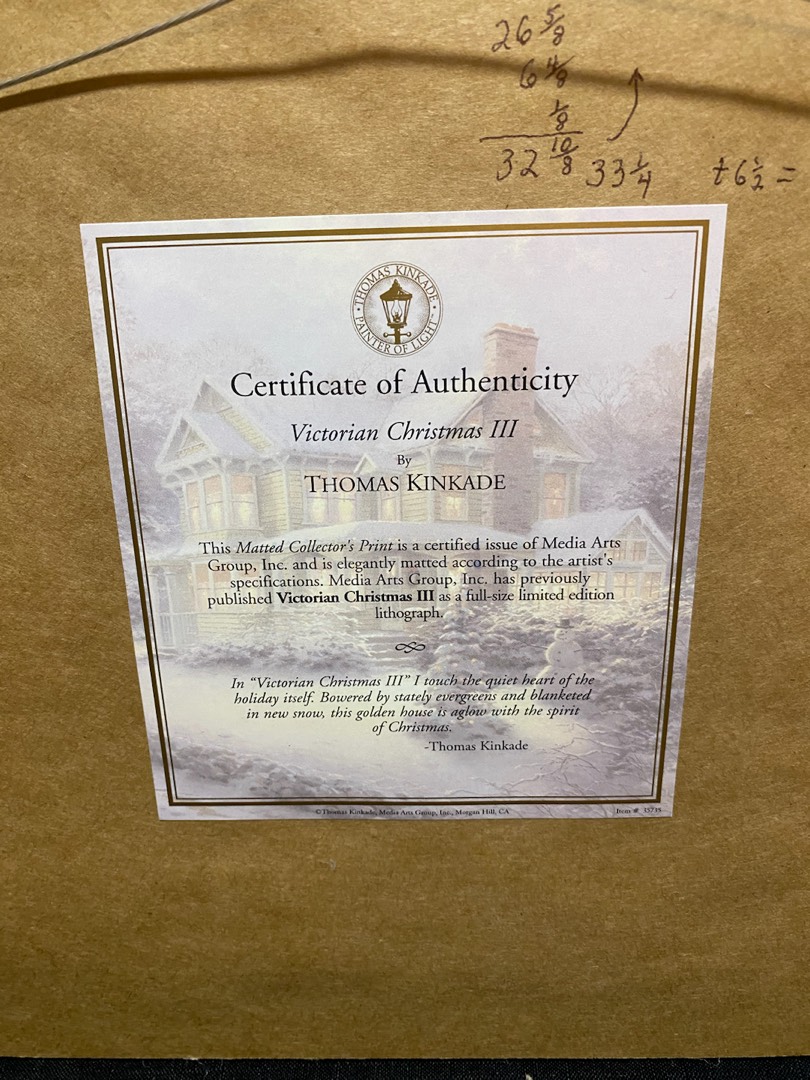 26 5/8
6 4/8
1/8
32 10/8 33 1/4 +6 1/2 =
THOMAS KINKADE
PAINTER OF LIGHT
Certificate of Authenticity
Victorian Christmas III
By
THOMAS KINKADE
This Matted Collector's Print is a certified issue of Media Arts
Group, Inc. and is elegantly matted according to the artist's
specifications. Media Arts Group, Inc. has previously
published Victorian Christmas III as a full-size limited edition
lithograph.
In "Victorian Christmas III" I touch the quiet heart of the
holiday itself. Bowered by stately evergreens and blanketed
in new snow, this golden house is aglow with the spirit
of Christmas.
-Thomas Kinkade
©Thomas Kinkade, Media Arts Group, Inc., Morgan Hill, CA Item #